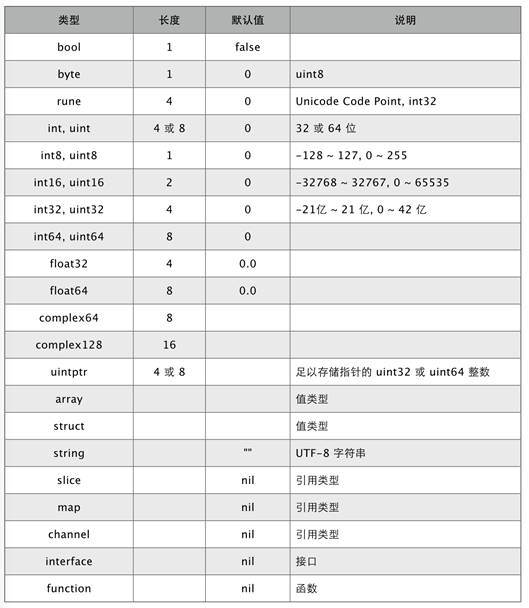 类型 长度 默认值 说明
bool 1 false
byte 1 0 uint8
rune 4 0 Unicode Code Point, int32
int, uint 4 或 8 0 32 或 64 位
int8, uint8 1 0 -128 ~ 127, 0 ~ 255
int16, uint16 2 0 -32768 ~ 32767, 0 ~ 65535
int32, uint32 4 0 -21亿 ~ 21 亿, 0 ~ 42 亿
int64, uint64 8 0
float32 4 0.0
float64 8 0.0
complex64 8
complex128 16
uintptr 4 或 8 足以存储指针的 uint32 或 uint64 整数
array 值类型
struct 值类型
string "" UTF-8 字符串
slice nil 引用类型
map nil 引用类型
channel nil 引用类型
interface nil 接口
function nil 函数